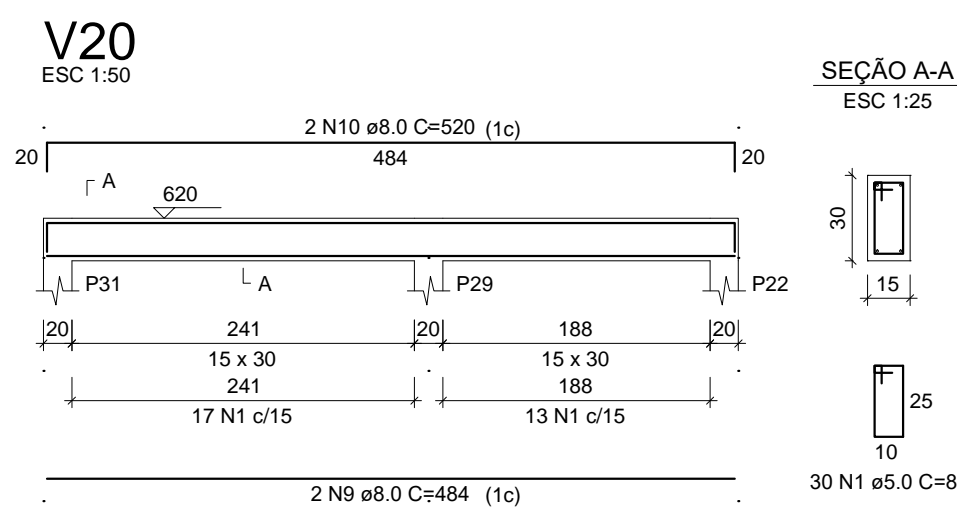 V20
ESC 1:50
SEÇÃO A-A
ESC 1:25
2 N10 ø8.0 C=520 (1c)
20
484
20
A
620
30
15
A
P31
P29
P22
20
241
20
188
20
15 x 30
15 x 30
241
188
17 N1 c/15
13 N1 c/15
25
10
30 N1 ø5.0 C=8
2 N9 ø8.0 C=484 (1c)